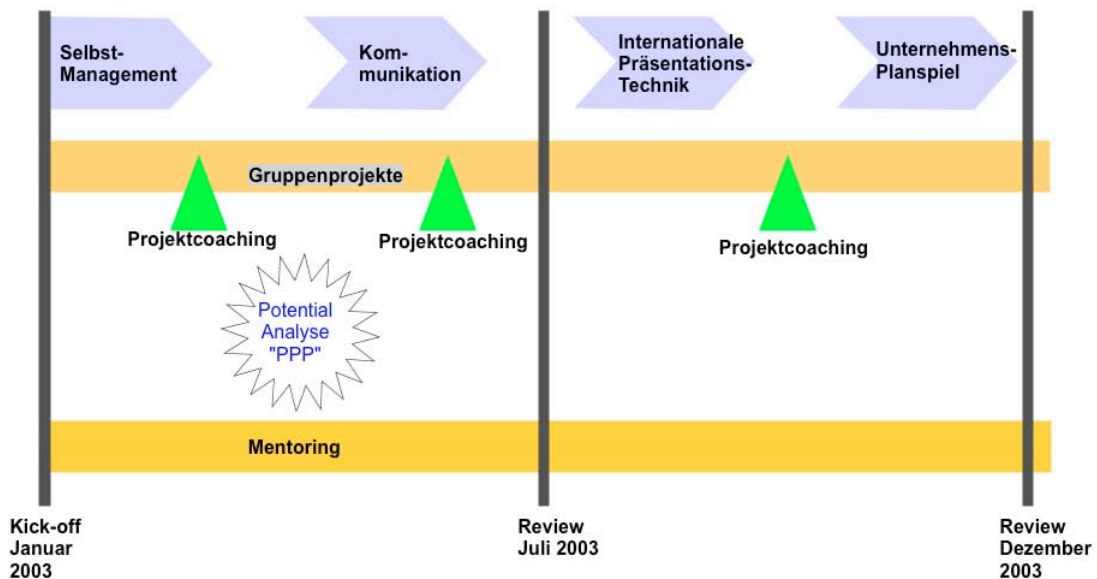 Selbst-
Management
Kom-
munikation
Internationale
Präsentations-
Technik
Unternehmens-
Planspiel
Gruppenprojekte
Projektcoaching
Projektcoaching
Projektcoaching
Potential
Analyse
"PPP"
Mentoring
Kick-off
Januar
2003
Review
Juli 2003
Review
Dezember
2003